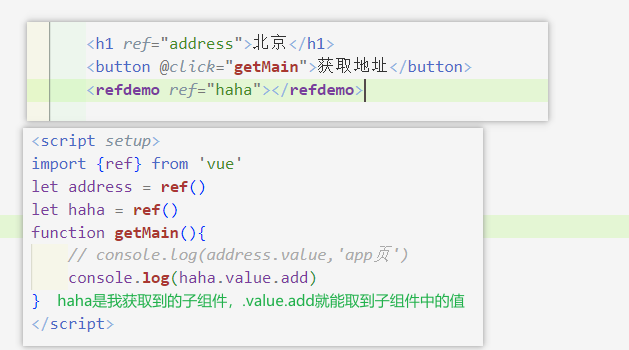 <h1 ref="address">北京</h1>
<button @click="getMain">获取地址</button>
<refdemo ref="haha"></refdemo>
<script setup>
import {ref} from 'vue'
let address = ref()
let haha = ref()
function getMain(){
// console.log(address.value,'app页')
console.log(haha.value.add)
} haha是我获取到的子组件，.value.add就能取到子组件中的值
</script>